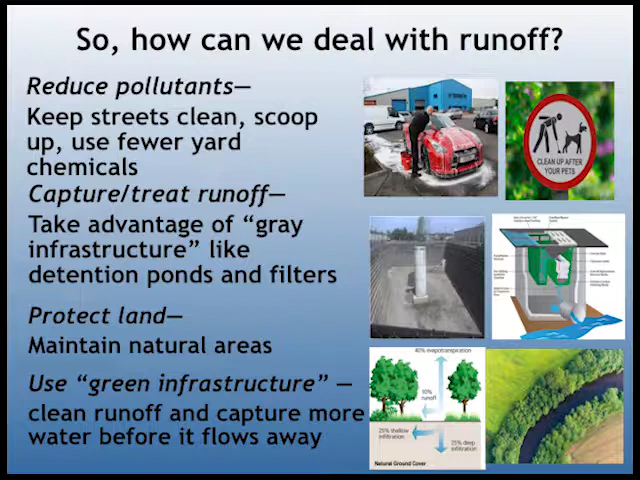 So, how can we deal with runoff?
Reduce pollutants—
Keep streets clean, scoop
up, use fewer yard
chemicals
Capture/treat runoff—
Take advantage of “gray
infrastructure” like
detention ponds and filters
Protect land—
Maintain natural areas
Use “green infrastructure” —
clean runoff and capture more
water before it flows away
CLEAN UP AFTER
YOUR PETS
40% evapotranspiration
10%
runoff
25% shallow
infiltration
25% deep
infiltration
Natural Ground Cover